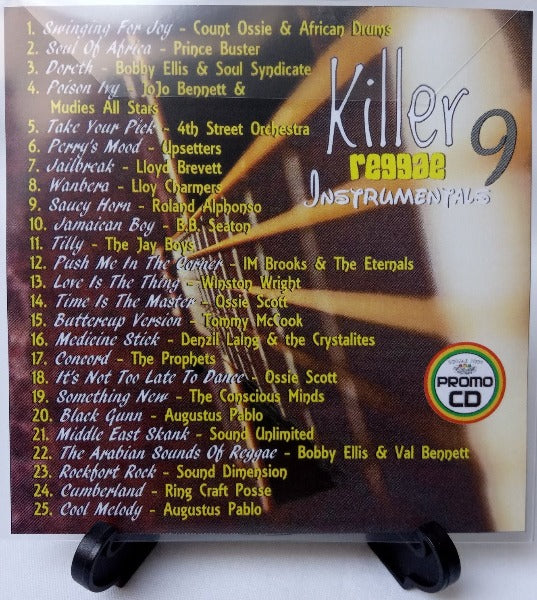 1. Swinging For Joy - Count Ossie & African Drums
2. Soul Of Africa - Prince Buster
3. Doreth - Bobby Ellis & Soul Syndicate
4. Poison Ivy JoJo Bennett &
Mudies All Stars
5. Take Your Pick - 4th Street Orchestra
6. Perry's Mood - Upsetters
7. Jailbreak - Lloyd Brevett
8. Wanbera - Lloy Charmers
9. Saucy Horn - Roland Alphonso
10. Jamaican Boy - B.B. Seaton
11. Tilly - The Jay Boys
12. Push Me In The Corner - IM Brooks & The Eternals
13. Love Is The Thing - Winston Wright
14. Time Is The Master - Ossie Scott
15. Buttercup Version - Tommy McCook
16. Medicine Stick - Denzil Laing & the Crystalites
17. Concord - The Prophets
18. It's Not Too Late To Dance - Ossie Scott
19. Something New - The Conscious Minds
20. Black Gunn - Augustus Pablo
21. Middle East Skank - Sound Unlimited
22. The Arabian Sounds Of Reggae - Bobby Ellis & Val Bennett
23. Rockfort Rock - Sound Dimension
24. Cumberland - Ring Craft Posse
25. Cool Melody - Augustus Pablo
Killer
9
reggae
Instrumentals
PROMO
CD